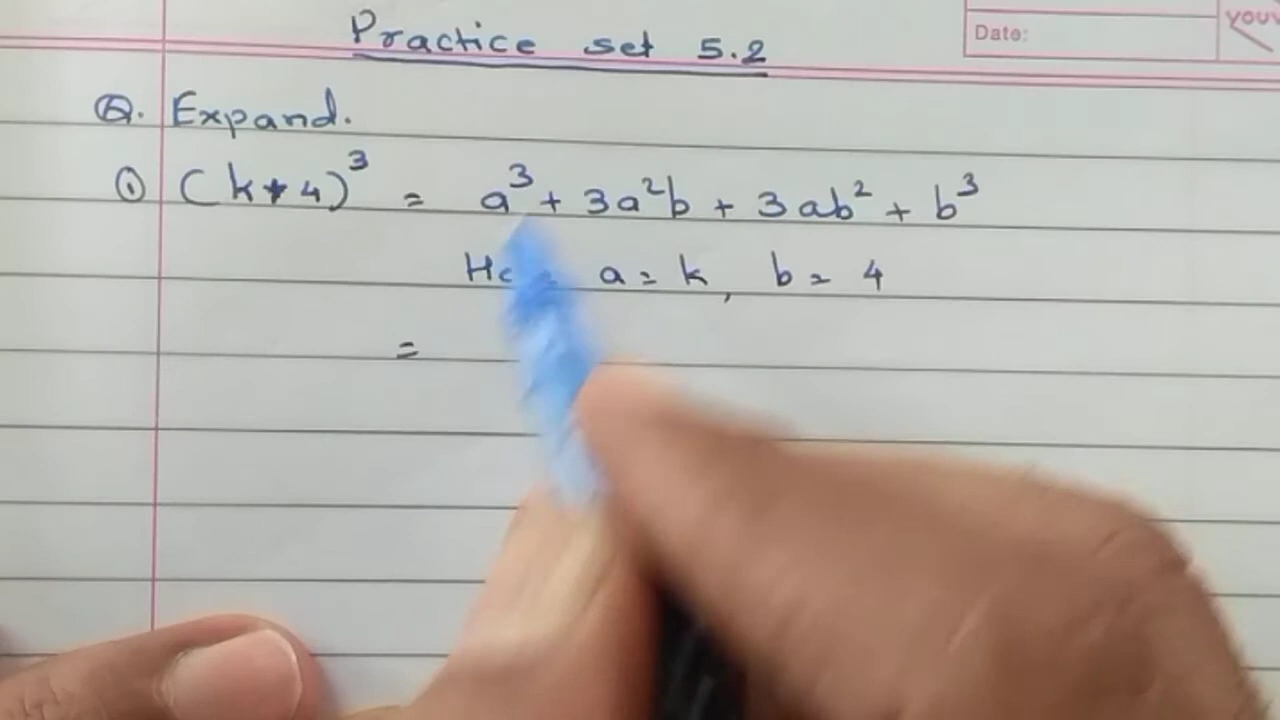 Practice set 5.2
Date:
Q. Expand.
① (k+4)³ = a³ + 3a²b + 3ab² + b³
a = k, b = 4
=